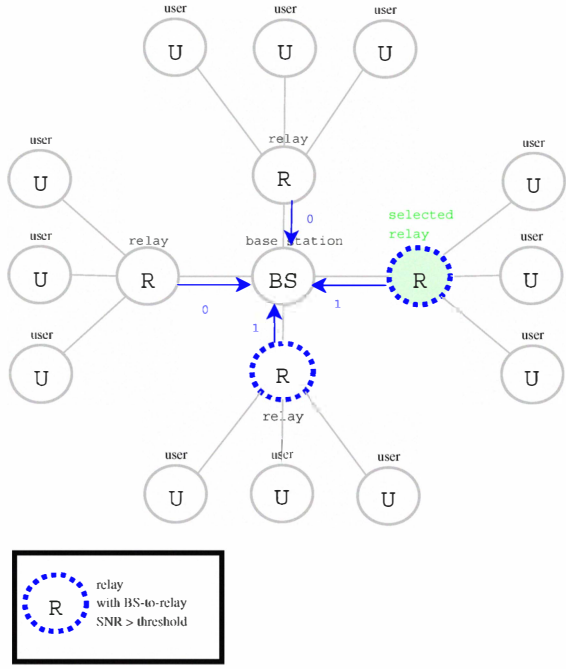 user user user
U U U
relay
R
0
user
U
user
U
user
U
relay
R
0
base station
BS
selected
relay
R
1
U
user
U
user
U
user
1
R
relay
user user user
U U U
R
relay
with BS-to-relay
SNR > threshold